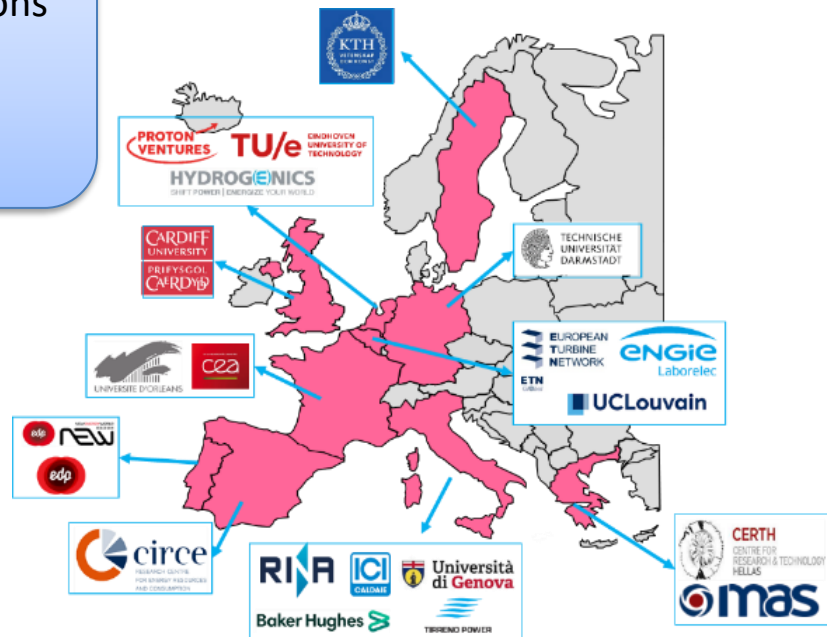 ons
KTH
PROTON
VENTURES
TU/e
EINDHOVEN
UNIVERSITY OF
TECHNOLOGY
HYDROGENICS
SHIFT POWER | ENERGIZE YOUR WORLD
CARDIFF
UNIVERSITY
PRIFYSGOL
CAERDYDD
TECHNISCHE
UNIVERSITÄT
DARMSTADT
UNIVERSITE D'ORLEANS
cea
EUROPEAN
TURBINE
NETWORK
ETN
ENGIE
Laborelec
UCLouvain
edp
NEW
edp
circe
RESEARCH CENTRE
FOR ENERGY RESOURCES
AND CONSUMPTION
RINA
ICI
CALDAIE
Università
di Genova
Baker Hughes
TIRRENO POWER
CERTH
CENTRE FOR
RESEARCH & TECHNOLOGY
HELLAS
mas